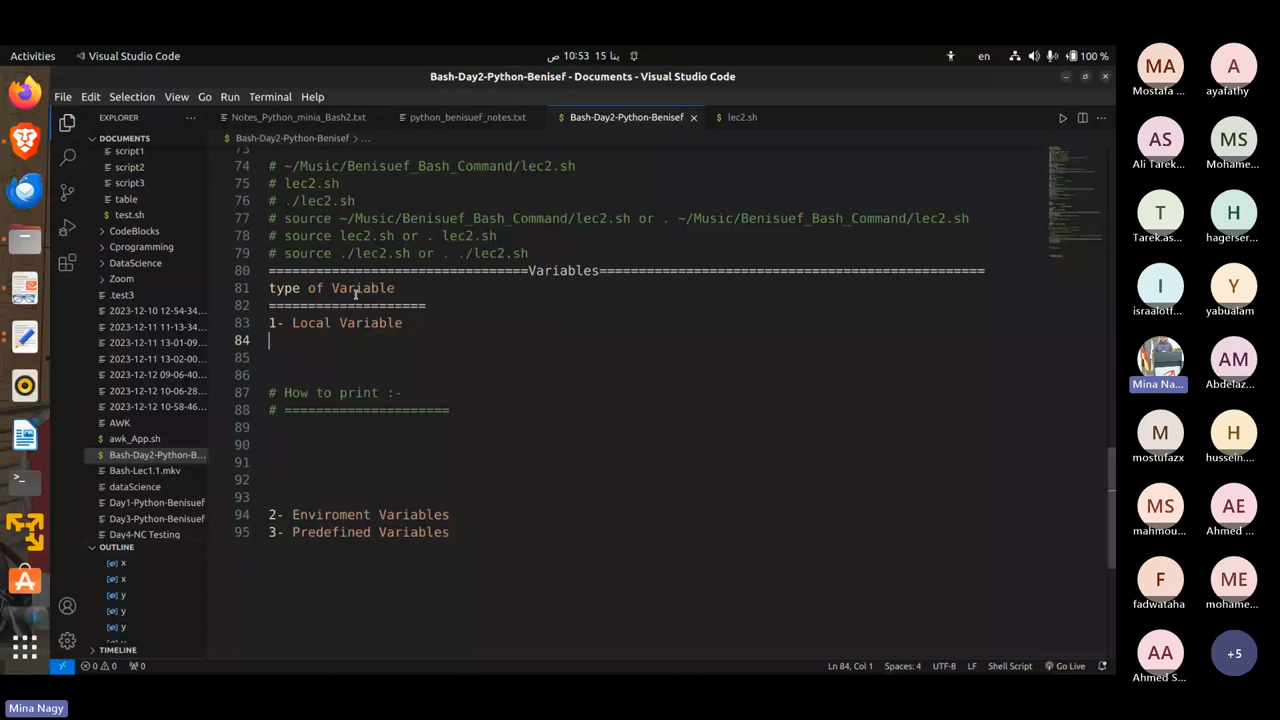 Activities
Visual Studio Code
10:53 ص
15 ينا
en
100 %
Bash-Day2-Python-Benisef - Documents - Visual Studio Code
File Edit Selection View Go Run Terminal Help
EXPLORER
Notes_Python_minia_Bash2.txt
python_benisuef_notes.txt
Bash-Day2-Python-Benisef
lec2.sh
DOCUMENTS
script1
script2
script3
table
test.sh
CodeBlocks
Cprogramming
DataScience
Zoom
.test3
2023-12-10 12-54-34...
2023-12-11 11-13-34...
2023-12-11 13-01-09...
2023-12-11 13-02-00...
2023-12-12 09-06-40...
2023-12-12 10-06-28...
2023-12-12 10-58-46...
AWK
awk_App.sh
Bash-Day2-Python-B...
Bash-Lec1.1.mkv
dataScience
Day1-Python-Benisuef
Day3-Python-Benisuef
Day4-NC Testing
OUTLINE
x
x
y
y
y
TIMELINE
Bash-Day2-Python-Benisef > ...
73
74 # ~/Music/Benisuef_Bash_Command/lec2.sh
75 # lec2.sh
76 # ./lec2.sh
77 # source ~/Music/Benisuef_Bash_Command/lec2.sh or . ~/Music/Benisuef_Bash_Command/lec2.sh
78 # source lec2.sh or . lec2.sh
79 # source ./lec2.sh or . ./lec2.sh
80 =================================Variables=================================================
81 type of Variable
82 ====================
83 1- Local Variable
84
85
86
87 # How to print :-
88 # =====================
89
90
91
92
93
94 2- Enviroment Variables
95 3- Predefined Variables
0 0 0
Ln 84, Col 1
Spaces: 4
UTF-8
LF
Shell Script
Go Live
MA
Mostafa ...
A
ayafathy
AS
Ali Tarek...
MS
Mohame...
T
Tarek.as...
H
hagerser...
I
israalotf...
Y
yabualam
Mina Na...
AM
Abdelaz...
M
mostufazx
H
hussein....
MS
mahmou...
AE
Ahmed ...
F
fadwataha
ME
mohame...
AA
Ahmed S...
+5
Mina Nagy